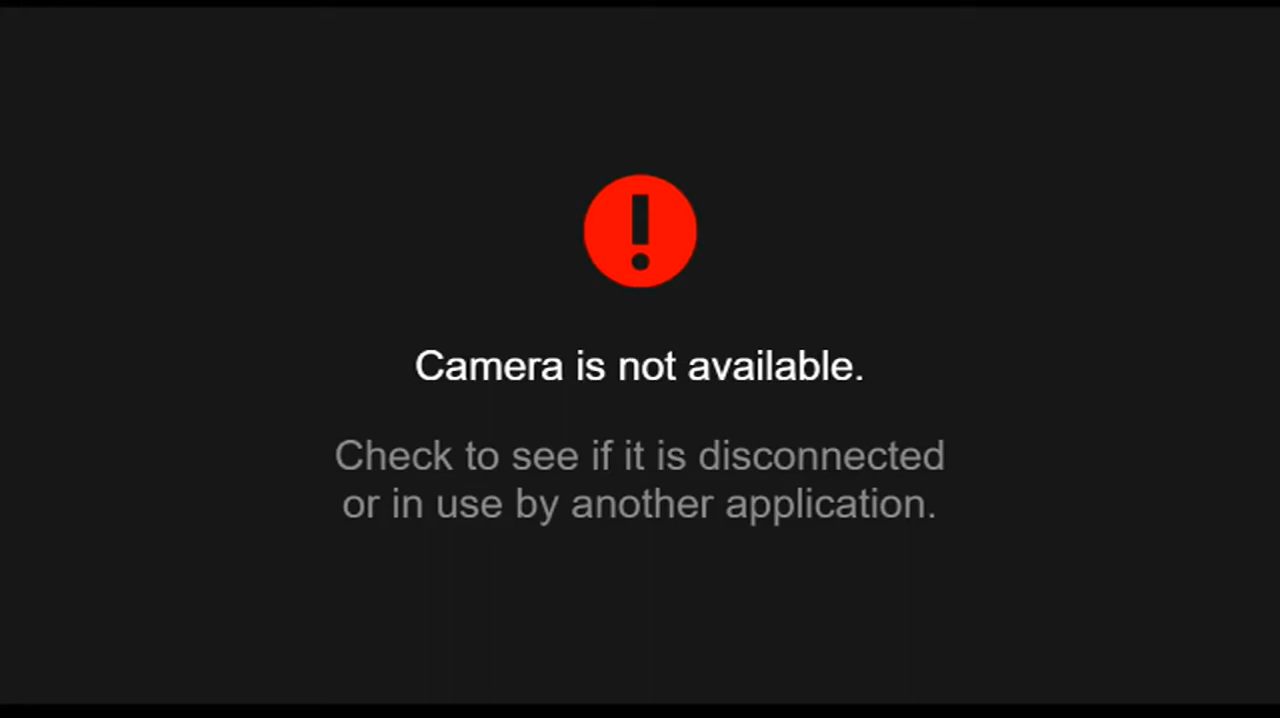 Camera is not available.
Check to see if it is disconnected
or in use by another application.